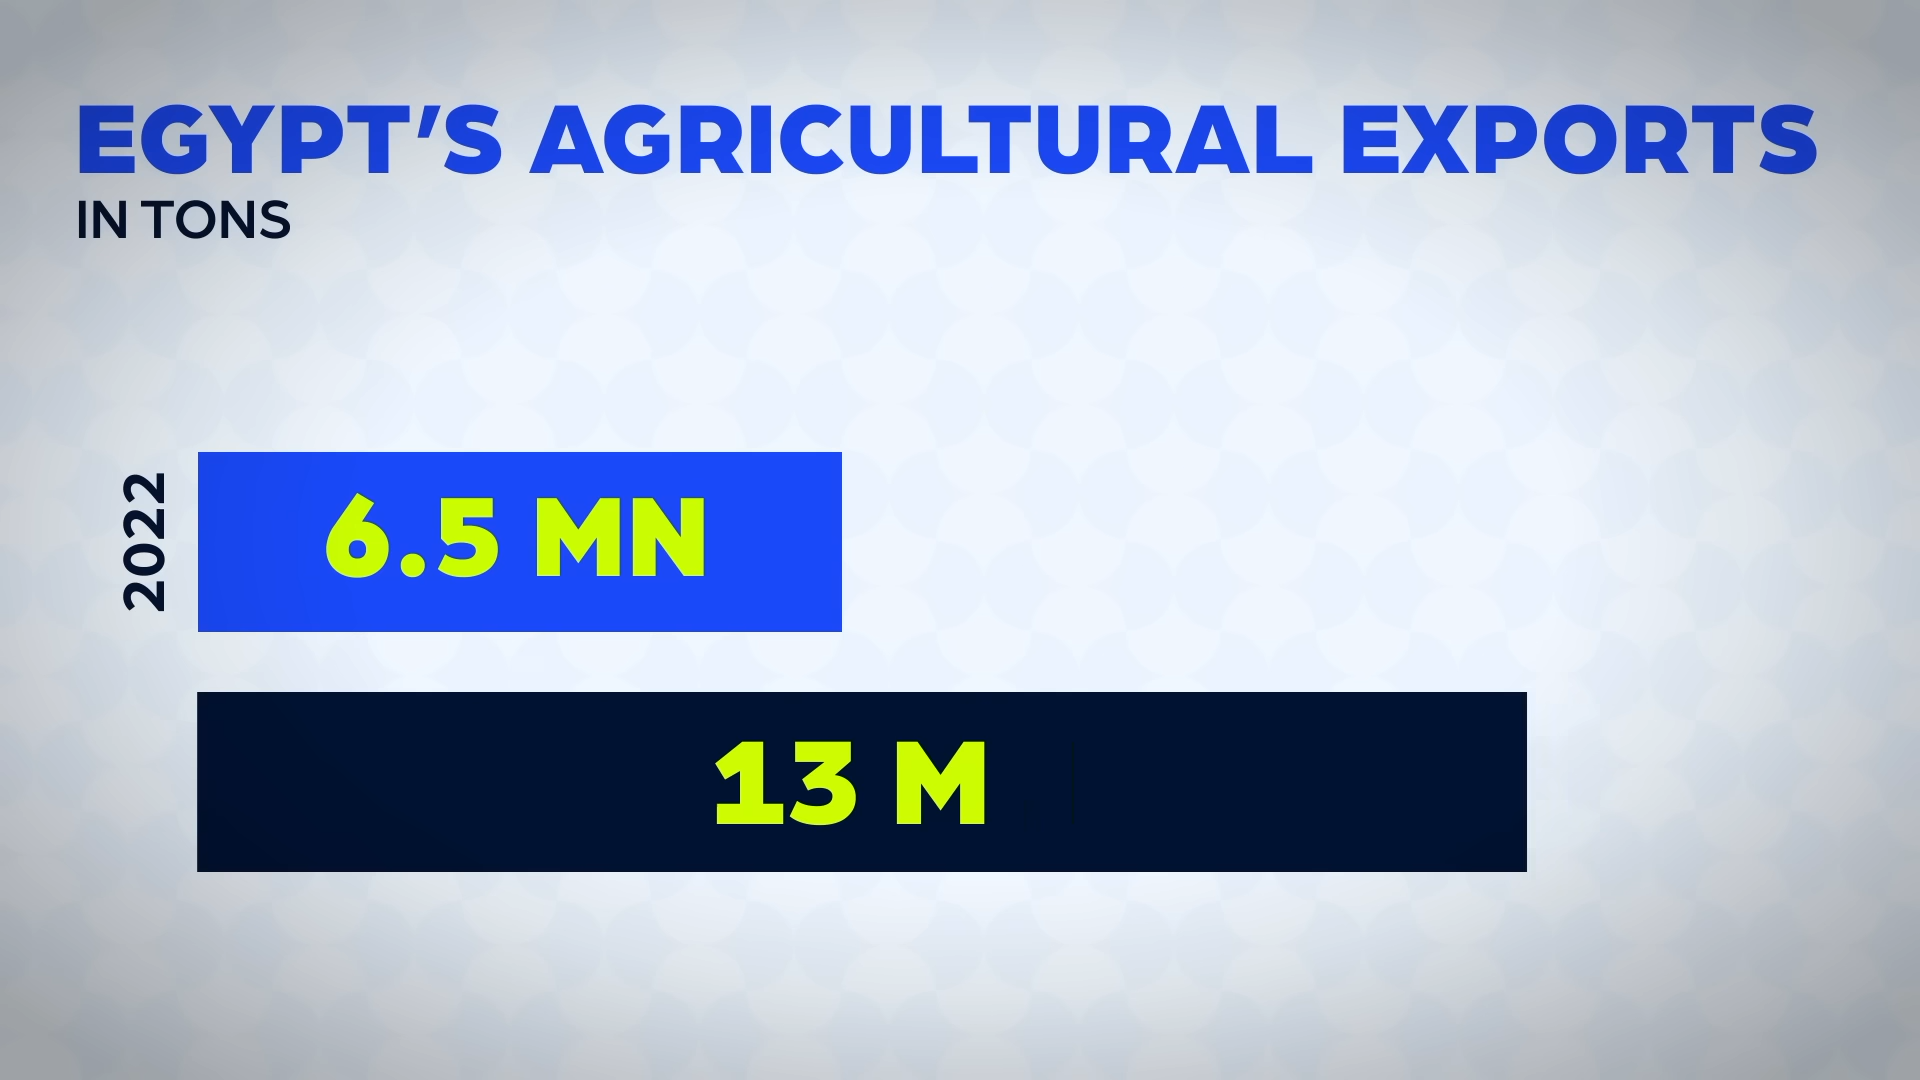 EGYPT’S AGRICULTURAL EXPORTS
IN TONS
2022
6.5 MN
13 M